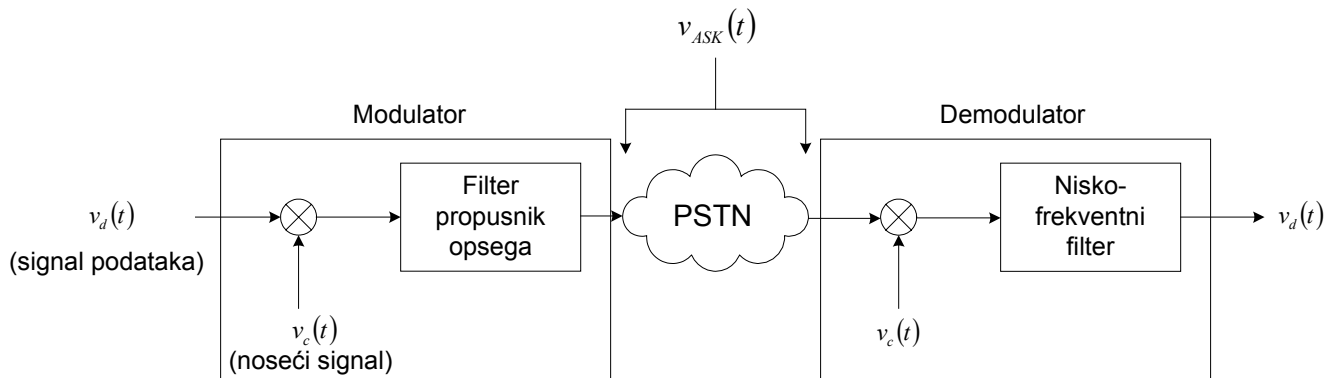 v_ASK(t)
Modulator
Demodulator
v_d(t)
(signal podataka)
v_c(t)
(noseći signal)
Filter
propusnik
opsega
PSTN
v_c(t)
Nisko-
frekventni
filter
v_d(t)